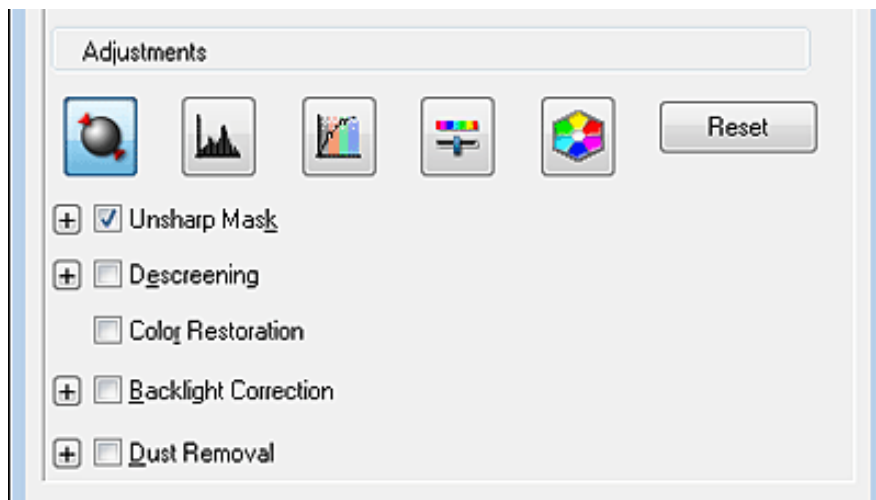 Adjustments
Reset
Unsharp Mask
Descreening
Color Restoration
Backlight Correction
Dust Removal